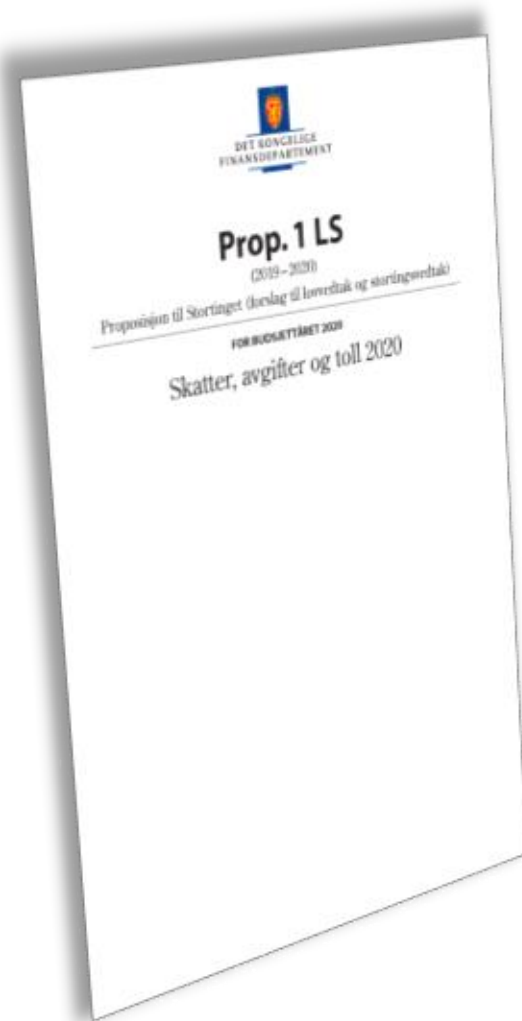 DET KONGELIGE
FINANSDEPARTEMENT
Prop. 1 LS
(2019–2020)
Proposisjon til Stortinget (forslag til lovvedtak og stortingsvedtak)
FOR BUDSJETTÅRET 2020
Skatter, avgifter og toll 2020